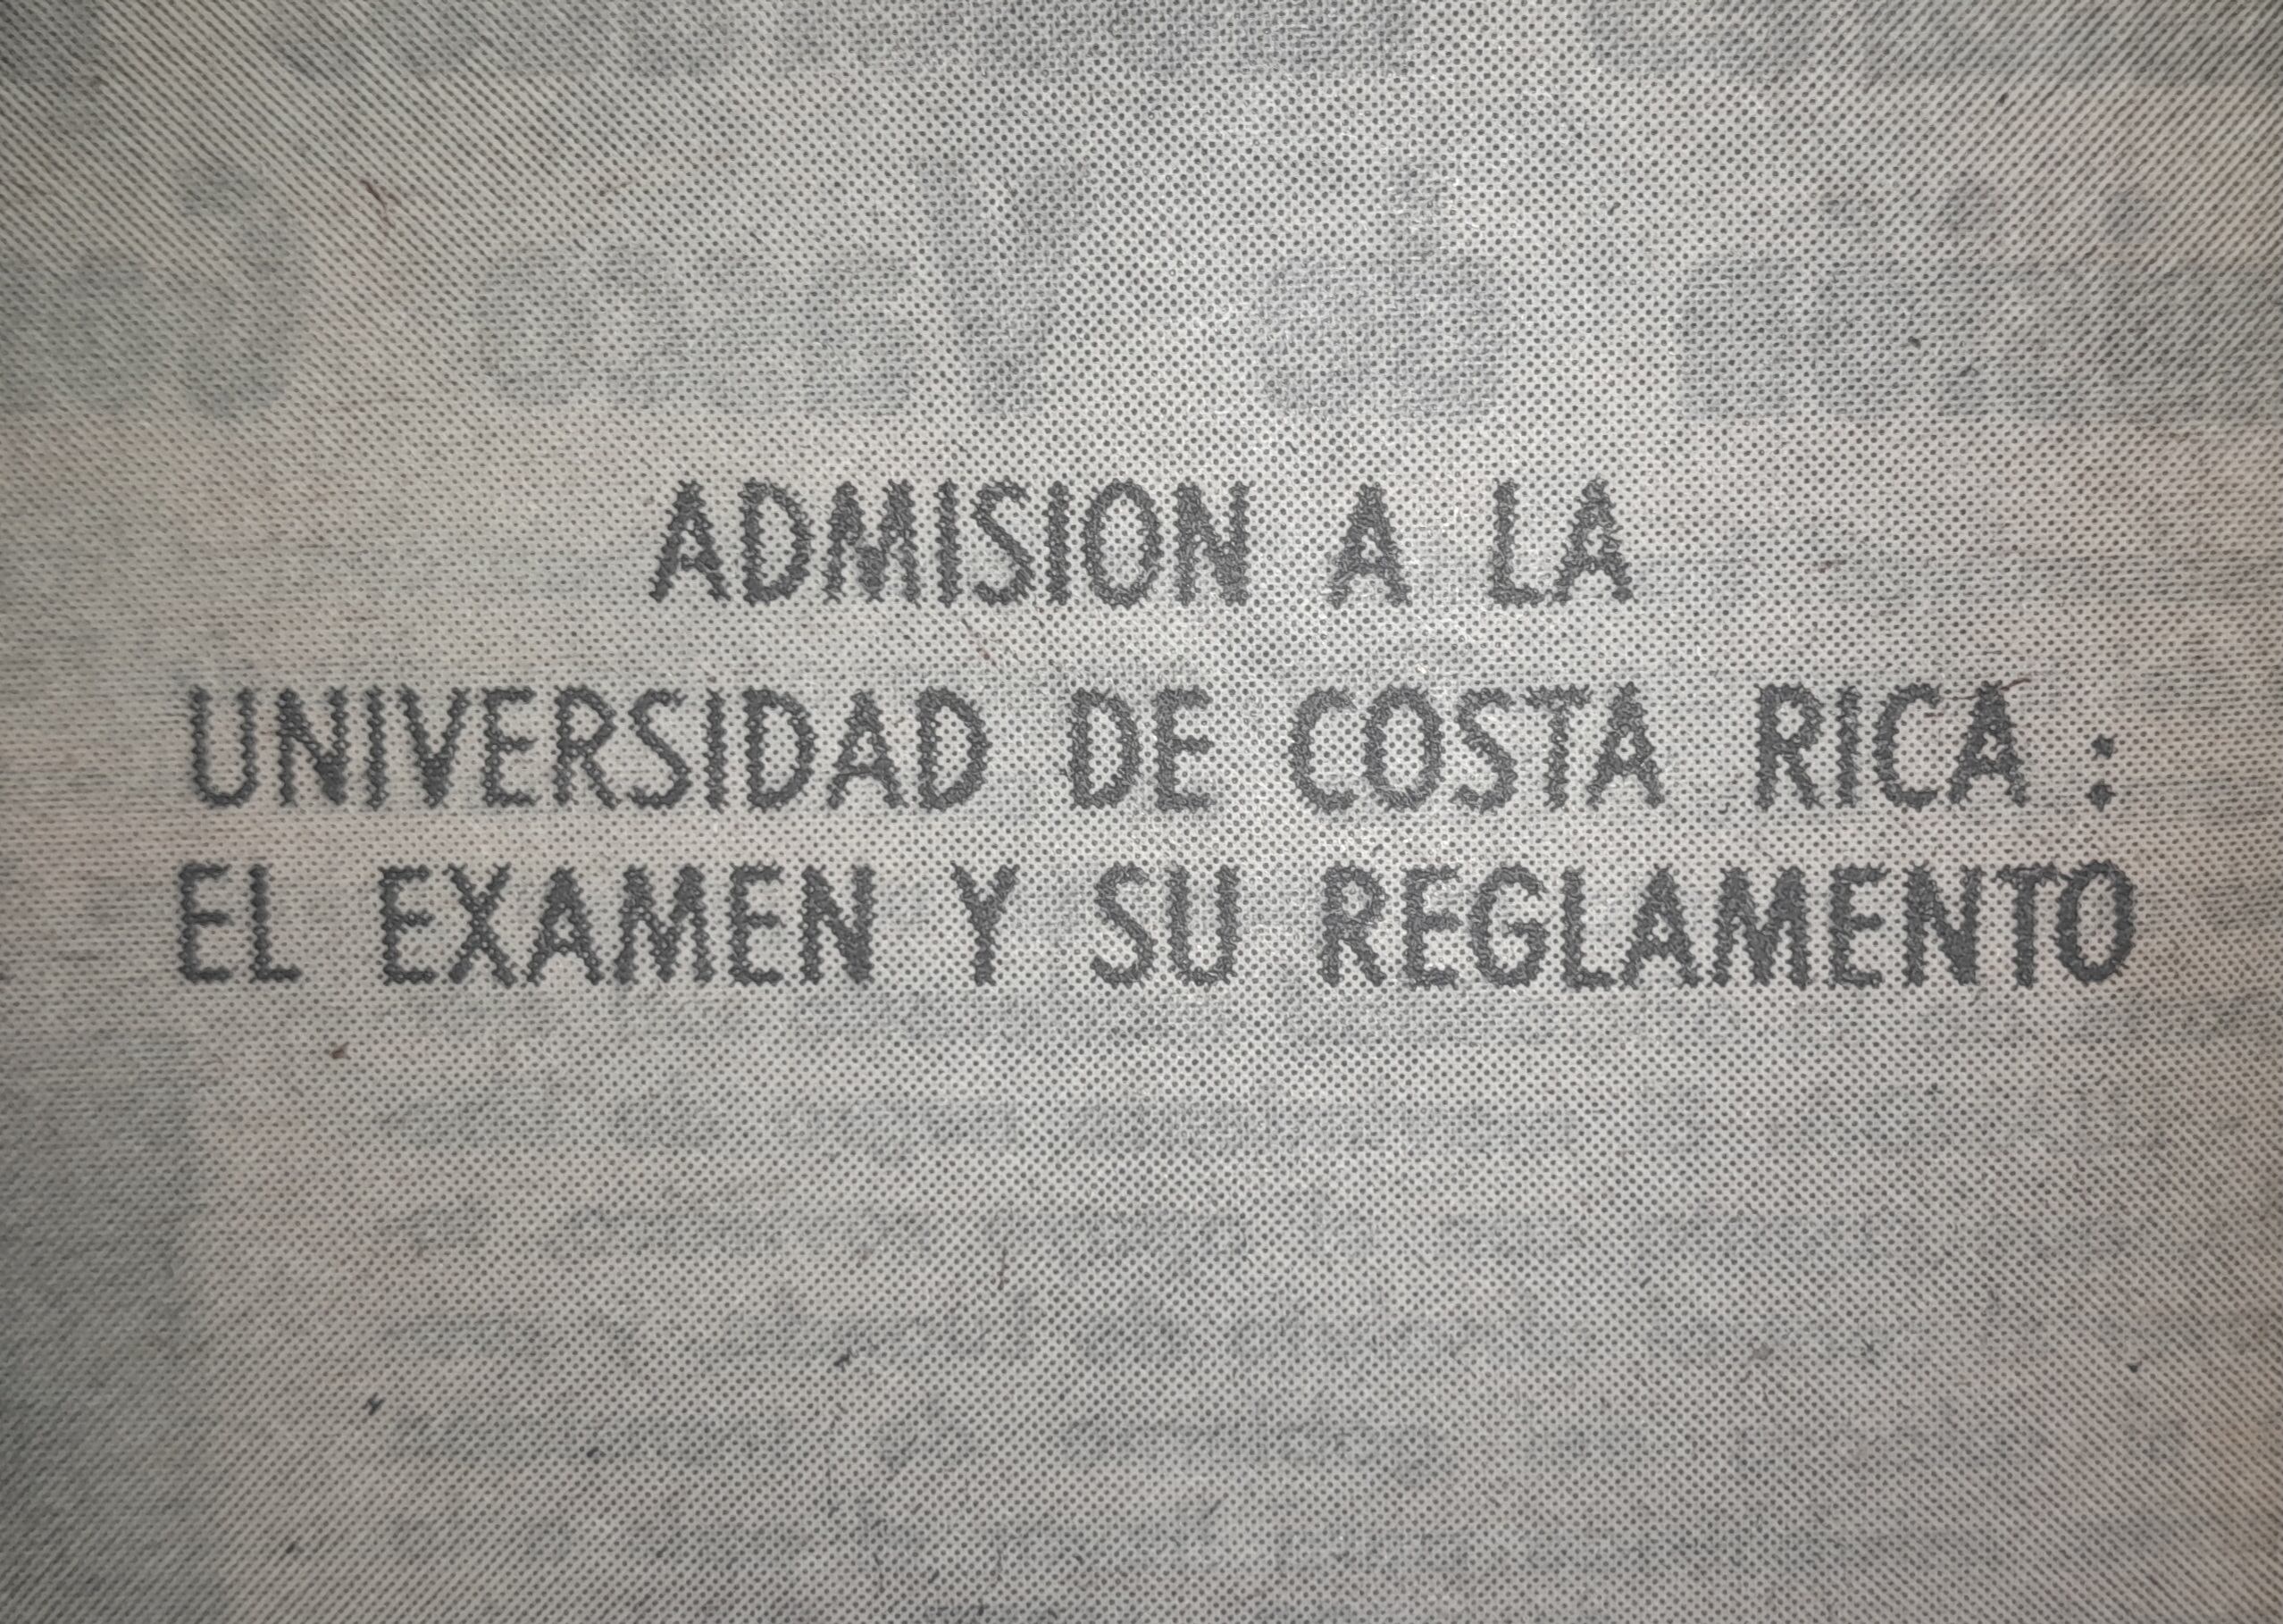 ADMISION A LA
UNIVERSIDAD DE COSTA RICA :
EL EXAMEN Y SU REGLAMENTO